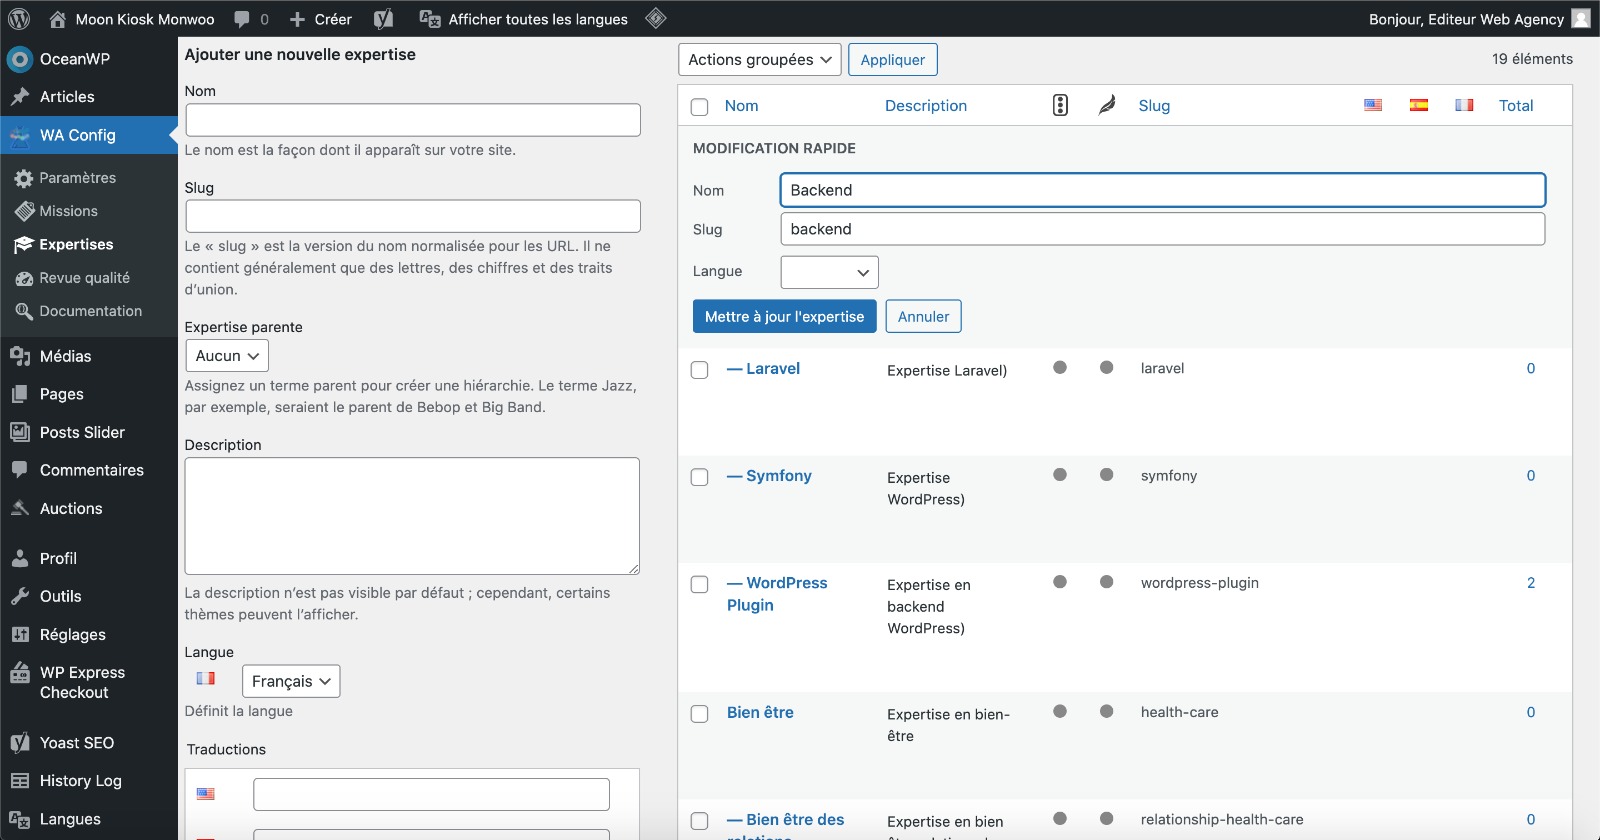 Moon Kiosk Monwoo
0
Créer
Afficher toutes les langues
Bonjour, Editeur Web Agency
OceanWP
Articles
WA Config
Paramètres
Missions
Expertises
Revue qualité
Documentation
Médias
Pages
Posts Slider
Commentaires
Auctions
Profil
Outils
Réglages
WP Express
Checkout
Yoast SEO
History Log
Langues
Ajouter une nouvelle expertise
Nom
Le nom est la façon dont il apparaît sur votre site.
Slug
Le « slug » est la version du nom normalisée pour les URL. Il ne
contient généralement que des lettres, des chiffres et des traits
d’union.
Expertise parente
Aucun
Assignez un terme parent pour créer une hiérarchie. Le terme Jazz,
par exemple, seraient le parent de Bebop et Big Band.
Description
La description n’est pas visible par défaut ; cependant, certains
thèmes peuvent l’afficher.
Langue
Français
Définit la langue
Traductions
Actions groupées
Appliquer
19 éléments
Nom Description Slug Total
MODIFICATION RAPIDE
Nom Backend
Slug backend
Langue
Mettre à jour l'expertise Annuler
— Laravel Expertise Laravel) laravel 0
— Symfony Expertise symfony 0
WordPress)
— WordPress Expertise en wordpress-plugin 2
Plugin backend
WordPress)
Bien être Expertise en bien- health-care 0
être
— Bien être des Expertise en bien relationship-health-care 0